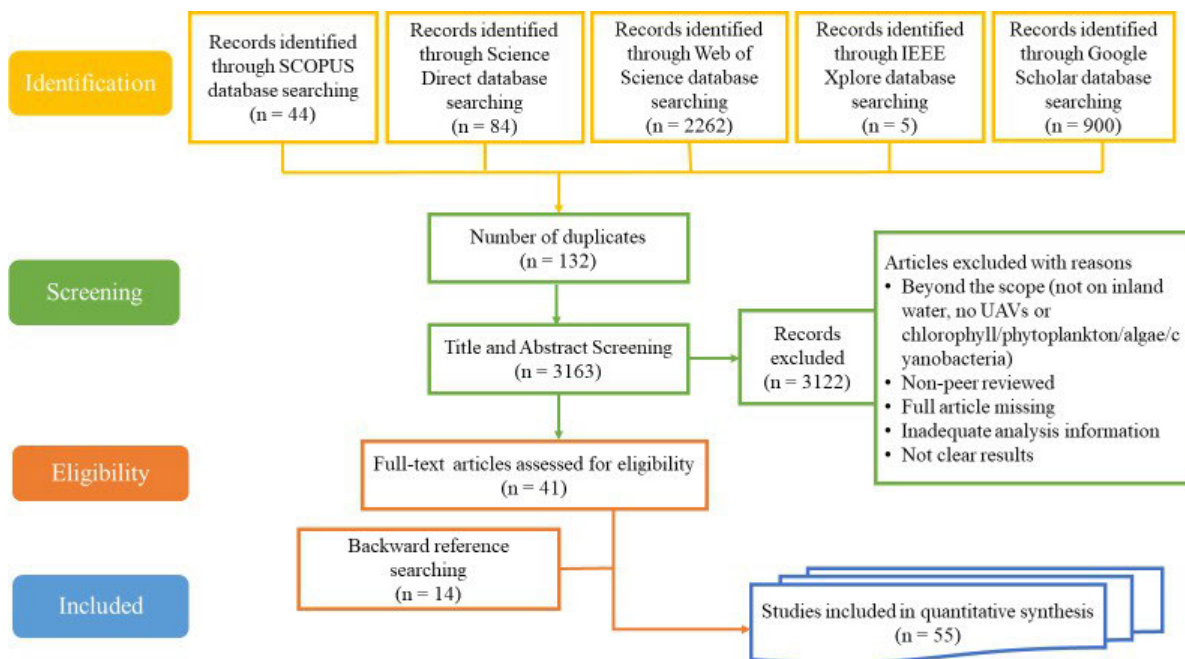 Identification
Records identified
through SCOPUS
database searching
(n = 44)
Records identified
through Science
Direct database
searching
(n = 84)
Records identified
through Web of
Science database
searching
(n = 2262)
Records identified
through IEEE
Xplore database
searching
(n = 5)
Records identified
through Google
Scholar database
searching
(n = 900)
Screening
Number of duplicates
(n = 132)
Title and Abstract Screening
(n = 3163)
Records
excluded
(n = 3122)
Articles excluded with reasons
• Beyond the scope (not on inland
water, no UAVs or
chlorophyll/phytoplankton/algae/c
yanobacteria)
• Non-peer reviewed
• Full article missing
• Inadequate analysis information
• Not clear results
Eligibility
Full-text articles assessed for eligibility
(n = 41)
Backward reference
searching
(n = 14)
Included
Studies included in quantitative synthesis
(n = 55)